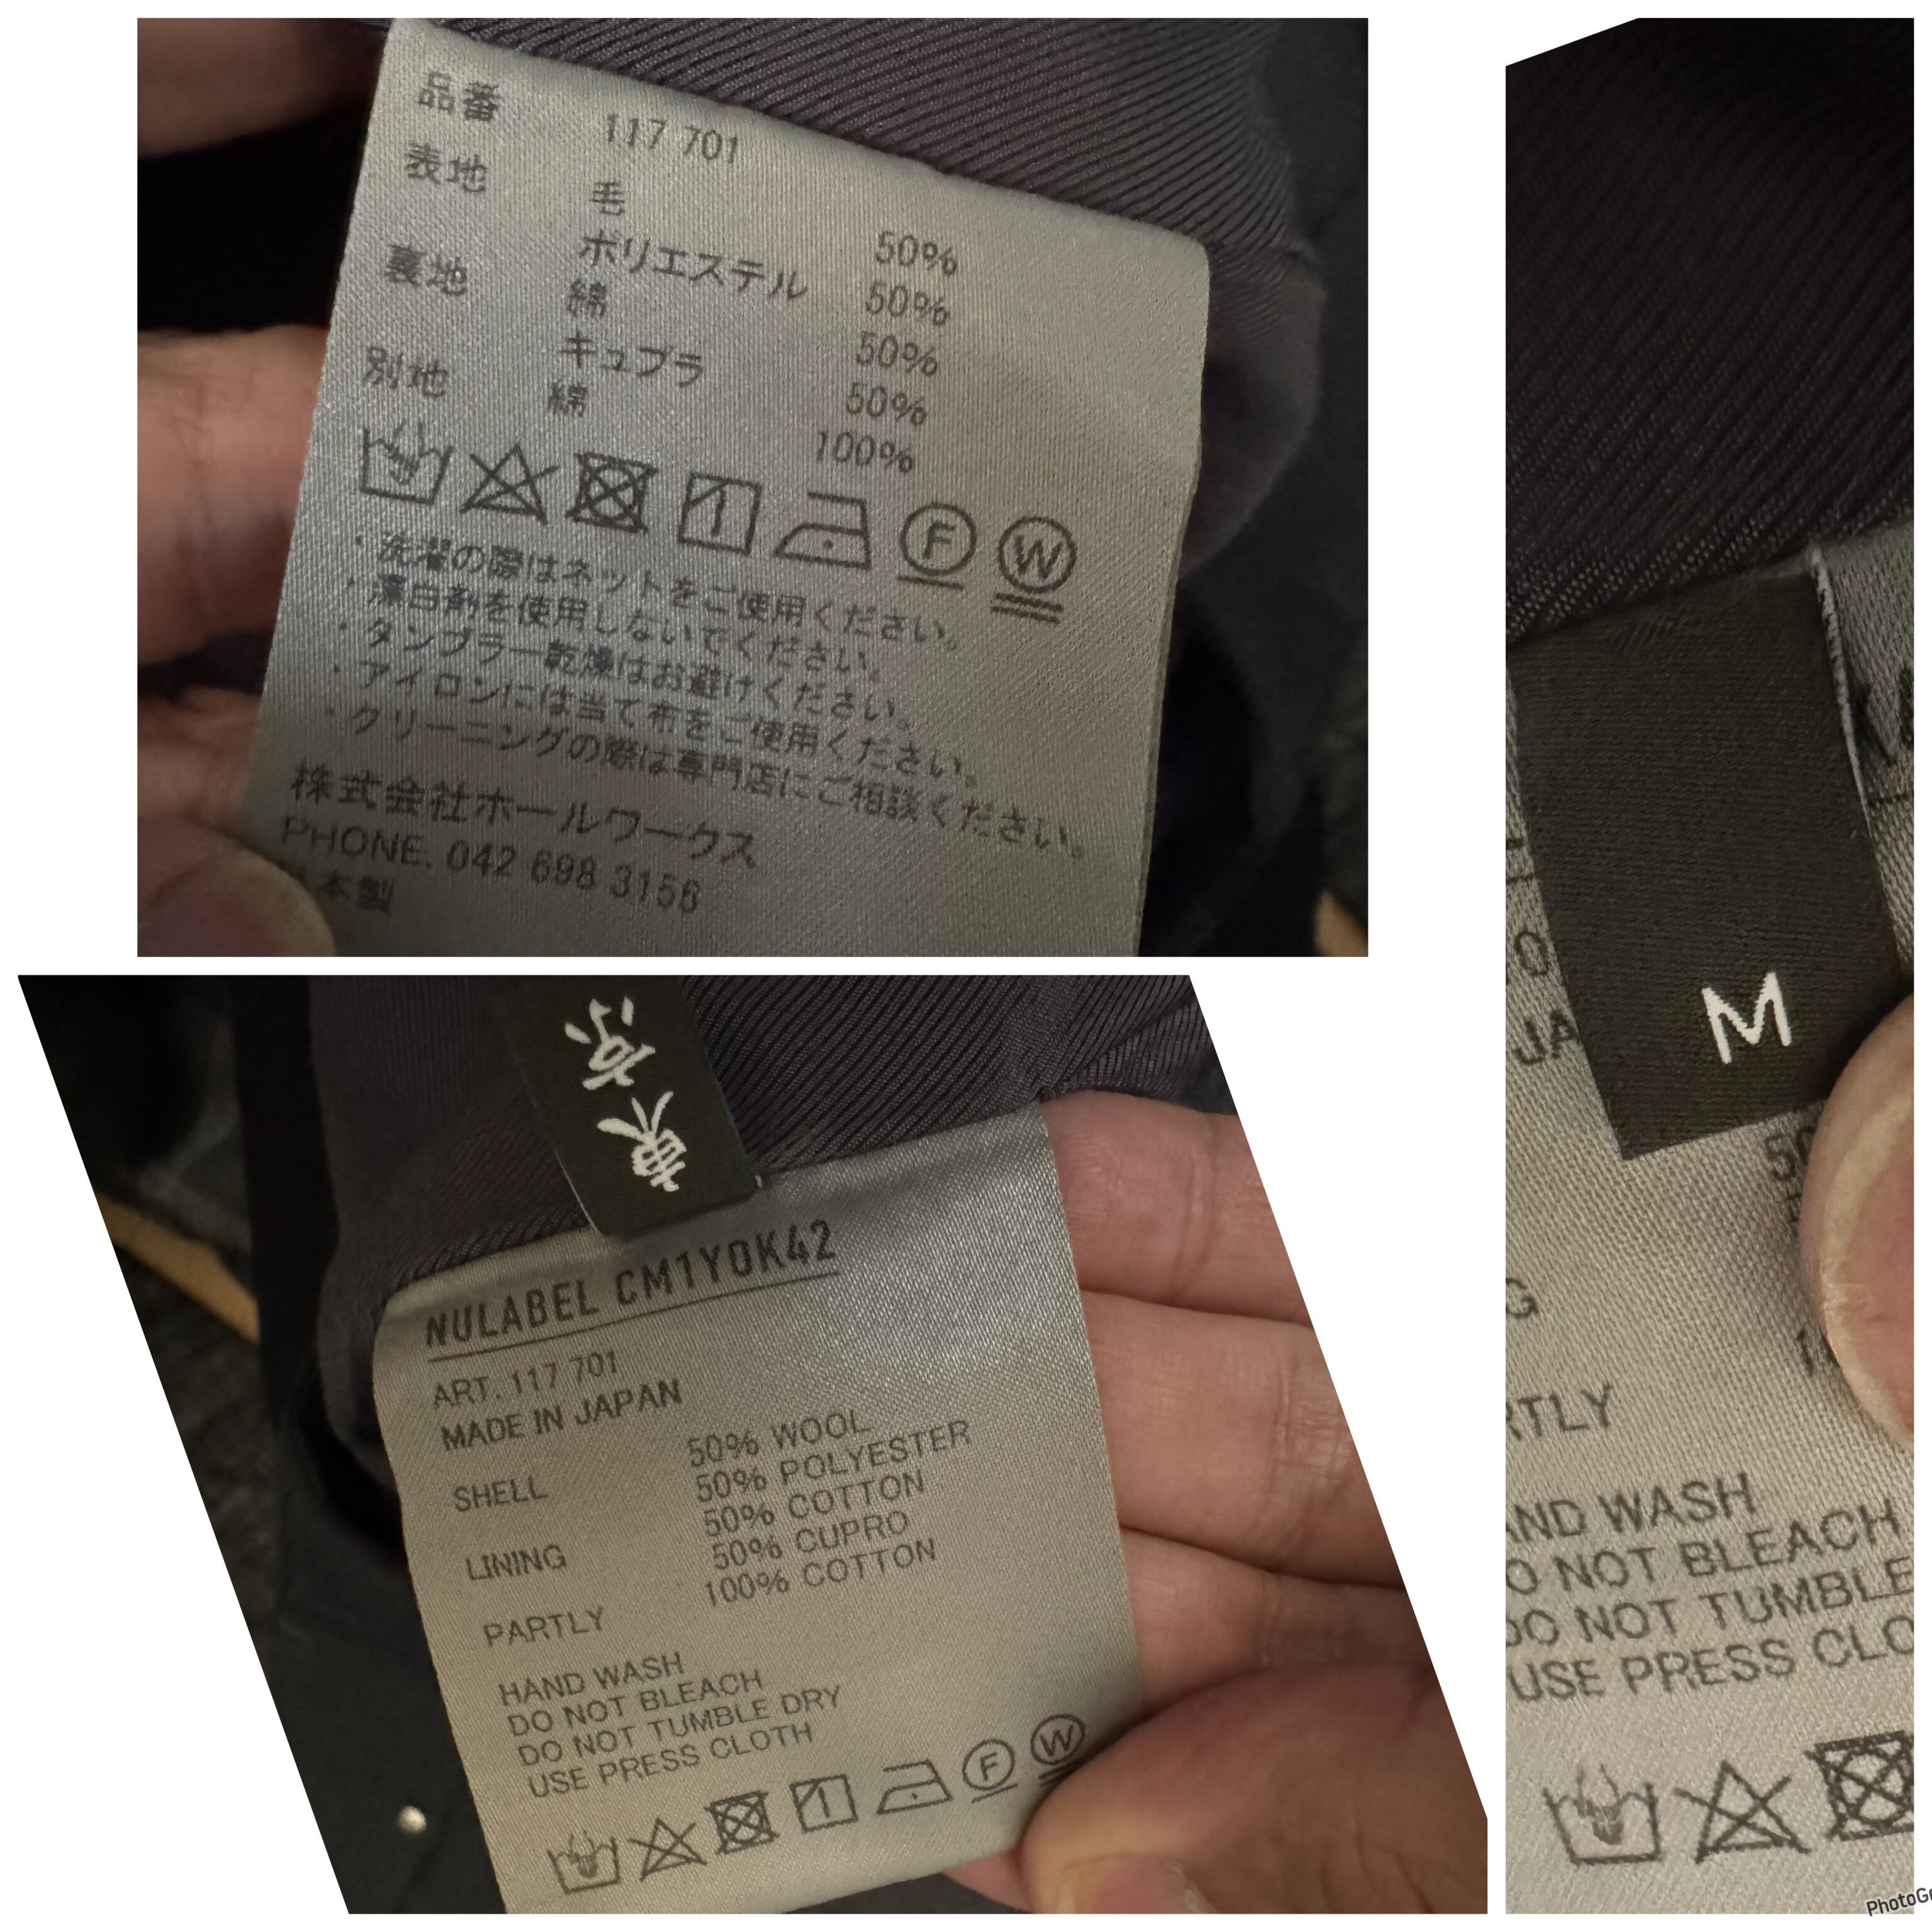 品番 117 701
表地 毛 50%
ポリエステル 50%
裏地 綿 50%
キュプラ 50%
別地 綿 100%
F W
・洗濯の際はネットをご使用ください。
・漂白剤を使用しないでください。
・タンブラー乾燥はお避けください。
・アイロンには当て布をご使用ください。
・クリーニングの際は専門店にご相談ください。
株式会社ホールワークス
PHONE. 042 698 3156
本製
東京
NULABEL CM1YOK42
ART. 117 701
MADE IN JAPAN
SHELL 50% WOOL
50% POLYESTER
LINING 50% COTTON
50% CUPRO
PARTLY 100% COTTON
HAND WASH
DO NOT BLEACH
DO NOT TUMBLE DRY
USE PRESS CLOTH
F W
M
JA
50
G
RTLY
AND WASH
O NOT BLEACH
DO NOT TUMBLE
USE PRESS CLO
PhotoG